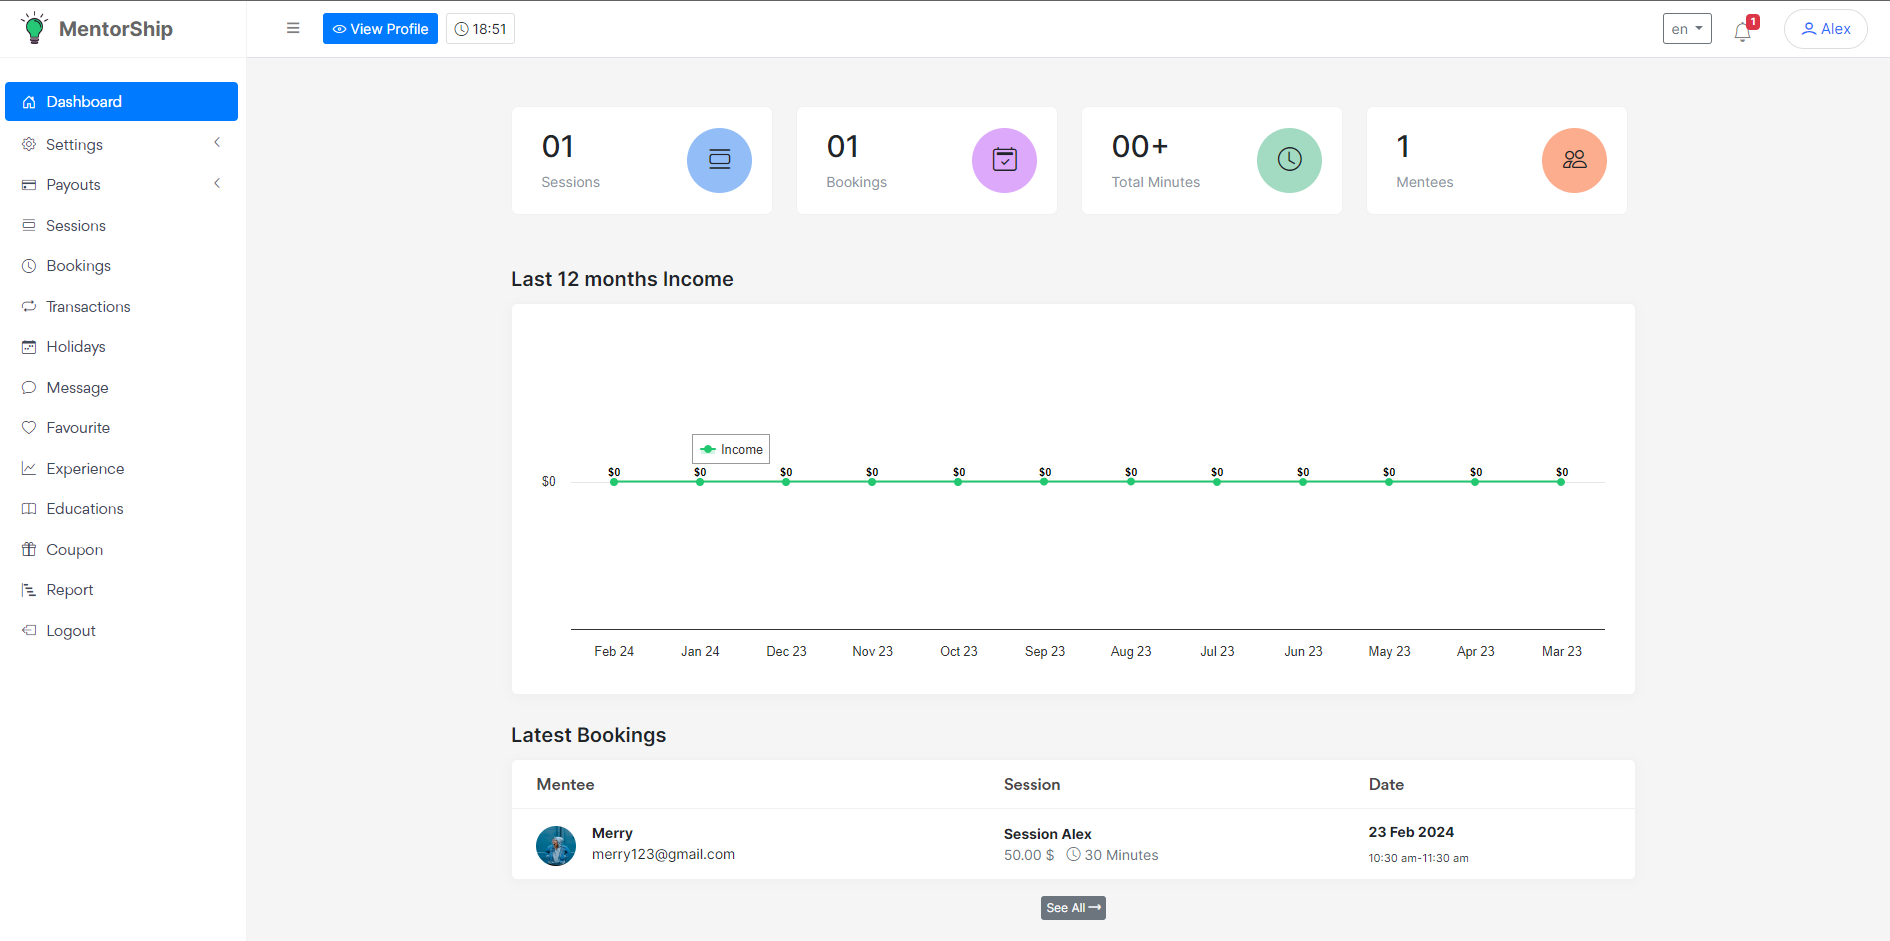 MentorShip
View Profile
18:51
en
1
Alex
Dashboard
Settings
Payouts
Sessions
Bookings
Transactions
Holidays
Message
Favourite
Experience
Educations
Coupon
Report
Logout
01
Sessions
01
Bookings
00+
Total Minutes
1
Mentees
Last 12 months Income
Income
$0
$0 $0 $0 $0 $0 $0 $0 $0 $0 $0 $0 $0
Feb 24 Jan 24 Dec 23 Nov 23 Oct 23 Sep 23 Aug 23 Jul 23 Jun 23 May 23 Apr 23 Mar 23
Latest Bookings
Mentee Session Date
Merry
merry123@gmail.com
Session Alex
50.00 $ 30 Minutes
23 Feb 2024
10:30 am-11:30 am
See All